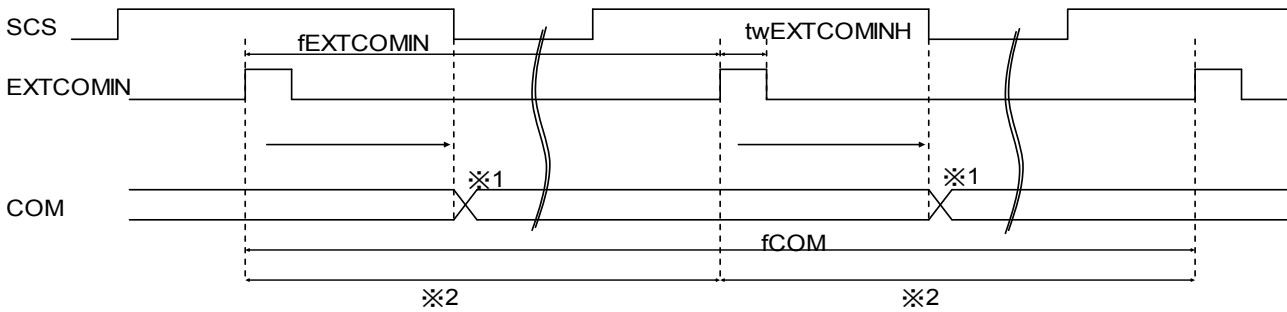 SCS
fEXTCOMIN
twEXTCOMINH
EXTCOMIN
※1
※1
COM
fCOM
※2
※2